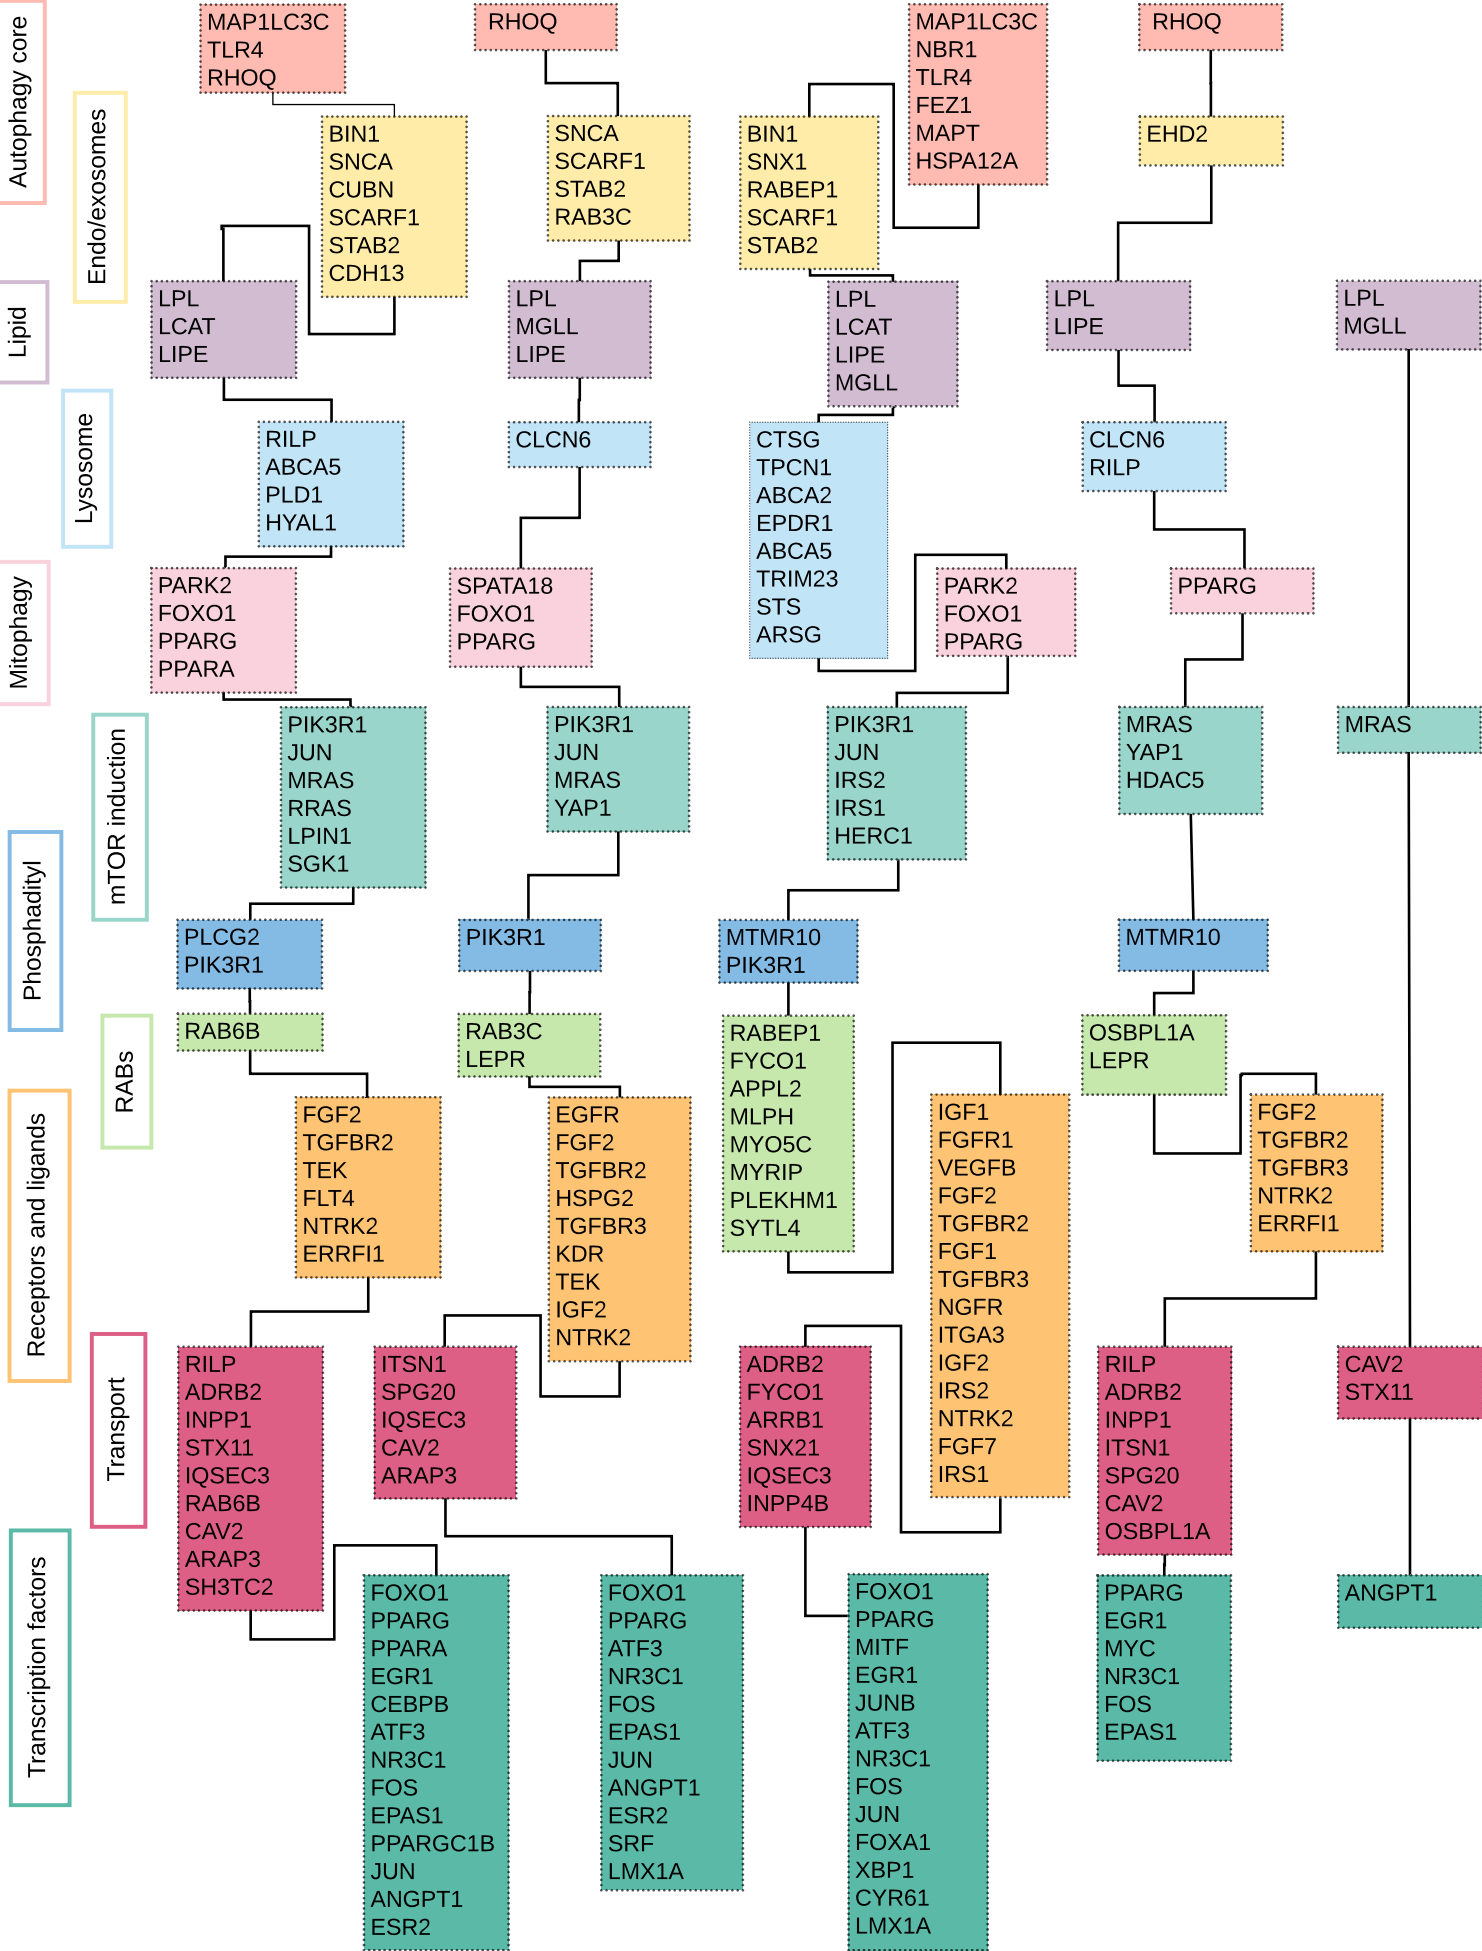 Autophagy core
MAP1LC3C
TLR4
RHOQ
RHOQ
MAP1LC3C
NBR1
TLR4
FEZ1
MAPT
HSPA12A
RHOQ
Endo/exosomes
BIN1
SNCA
CUBN
SCARF1
STAB2
CDH13
SNCA
SCARF1
STAB2
RAB3C
BIN1
SNX1
RABEP1
SCARF1
STAB2
EHD2
Lipid
LPL
LCAT
LIPE
LPL
MGLL
LIPE
LPL
LCAT
LIPE
MGLL
LPL
LIPE
LPL
MGLL
Lysosome
RILP
ABCA5
PLD1
HYAL1
CLCN6
CTSG
TPCN1
ABCA2
EPDR1
ABCA5
TRIM23
STS
ARSG
CLCN6
RILP
Mitophagy
PARK2
FOXO1
PPARG
PPARA
SPATA18
FOXO1
PPARG
PARK2
FOXO1
PPARG
PPARG
mTOR induction
PIK3R1
JUN
MRAS
RRAS
LPIN1
SGK1
PIK3R1
JUN
MRAS
YAP1
PIK3R1
JUN
IRS2
IRS1
HERC1
MRAS
YAP1
HDAC5
MRAS
Phosphadityl
PLCG2
PIK3R1
PIK3R1
MTMR10
PIK3R1
MTMR10
RABs
RAB6B
RAB3C
LEPR
RABEP1
FYCO1
APPL2
MLPH
MYO5C
MYRIP
PLEKHM1
SYTL4
OSBPL1A
LEPR
Receptors and ligands
FGF2
TGFBR2
TEK
FLT4
NTRK2
ERRFI1
EGFR
FGF2
TGFBR2
HSPG2
TGFBR3
KDR
TEK
IGF2
NTRK2
IGF1
FGFR1
VEGFB
FGF2
TGFBR2
FGF1
TGFBR3
NGFR
ITGA3
IGF2
IRS2
NTRK2
FGF7
IRS1
FGF2
TGFBR2
TGFBR3
NTRK2
ERRFI1
Transport
RILP
ADRB2
INPP1
STX11
IQSEC3
RAB6B
CAV2
ARAP3
SH3TC2
ITSN1
SPG20
IQSEC3
CAV2
ARAP3
ADRB2
FYCO1
ARRB1
SNX21
IQSEC3
INPP4B
RILP
ADRB2
INPP1
ITSN1
SPG20
CAV2
OSBPL1A
CAV2
STX11
Transcription factors
FOXO1
PPARG
PPARA
EGR1
CEBPB
ATF3
NR3C1
FOS
EPAS1
PPARGC1B
JUN
ANGPT1
ESR2
FOXO1
PPARG
ATF3
NR3C1
FOS
EPAS1
JUN
ANGPT1
ESR2
SRF
LMX1A
FOXO1
PPARG
MITF
EGR1
JUNB
ATF3
NR3C1
FOS
JUN
FOXA1
XBP1
CYR61
LMX1A
PPARG
EGR1
MYC
NR3C1
FOS
EPAS1
ANGPT1